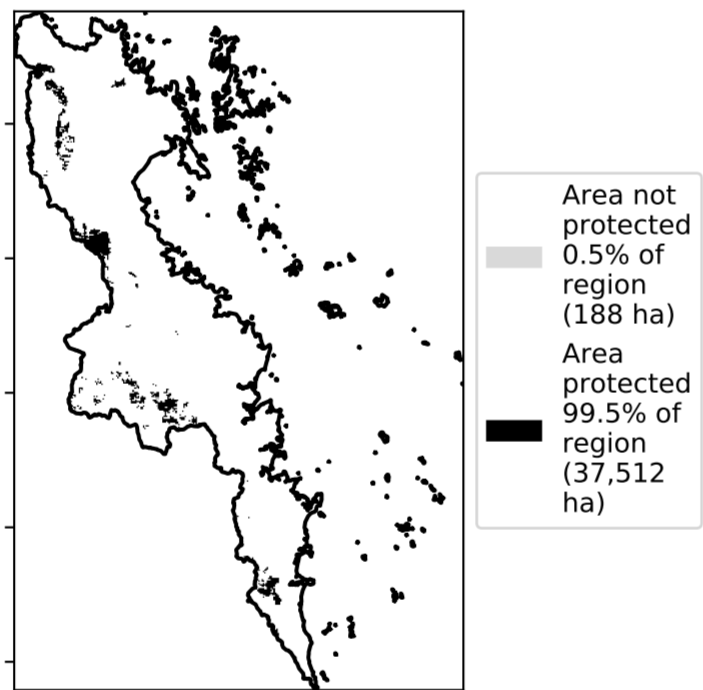 Area not
protected
0.5% of
region
(188 ha)
Area
protected
99.5% of
region
(37,512
ha)